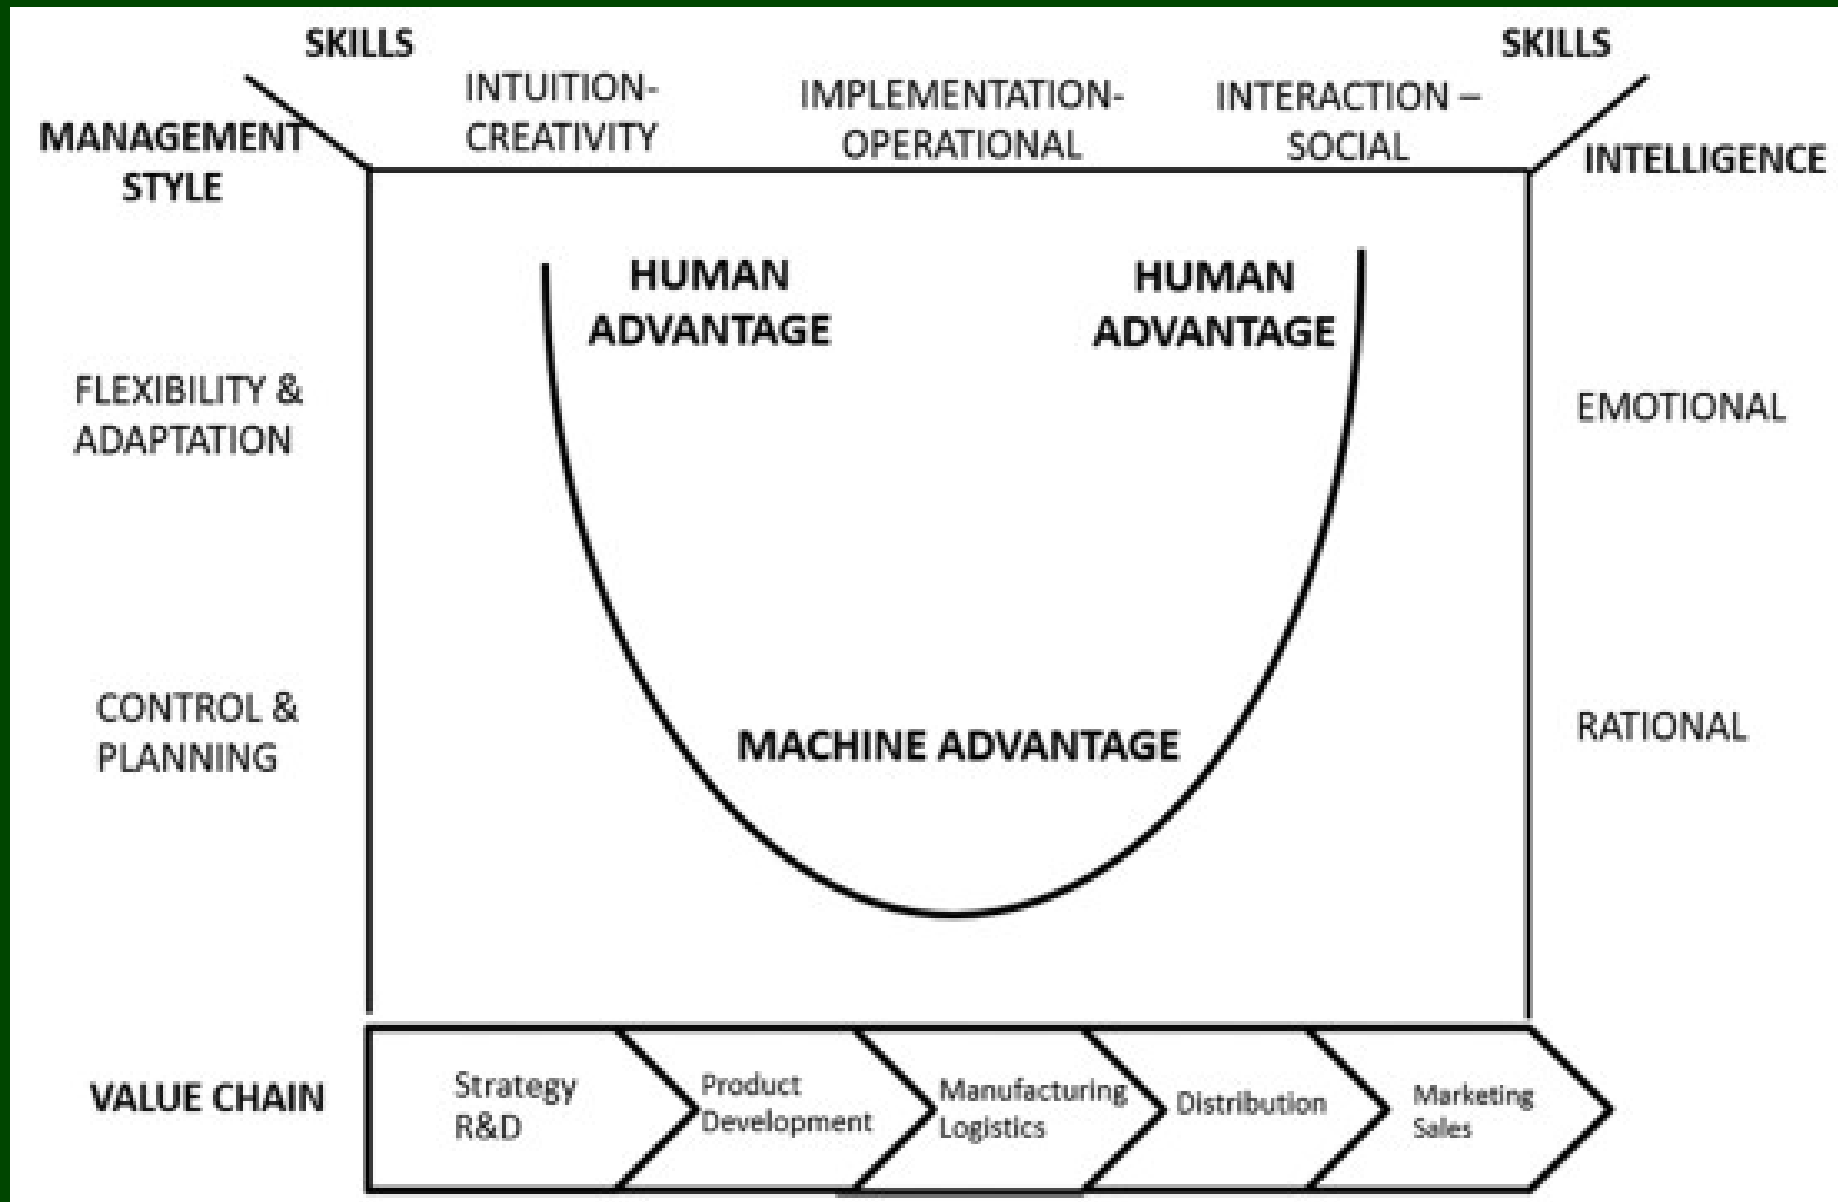 SKILLS
SKILLS
INTUITION-
CREATIVITY
IMPLEMENTATION-
OPERATIONAL
INTERACTION –
SOCIAL
MANAGEMENT
STYLE
INTELLIGENCE
HUMAN
ADVANTAGE
HUMAN
ADVANTAGE
FLEXIBILITY &
ADAPTATION
EMOTIONAL
CONTROL &
PLANNING
MACHINE ADVANTAGE
RATIONAL
VALUE CHAIN
Strategy
R&D
Product
Development
Manufacturing
Logistics
Distribution
Marketing
Sales